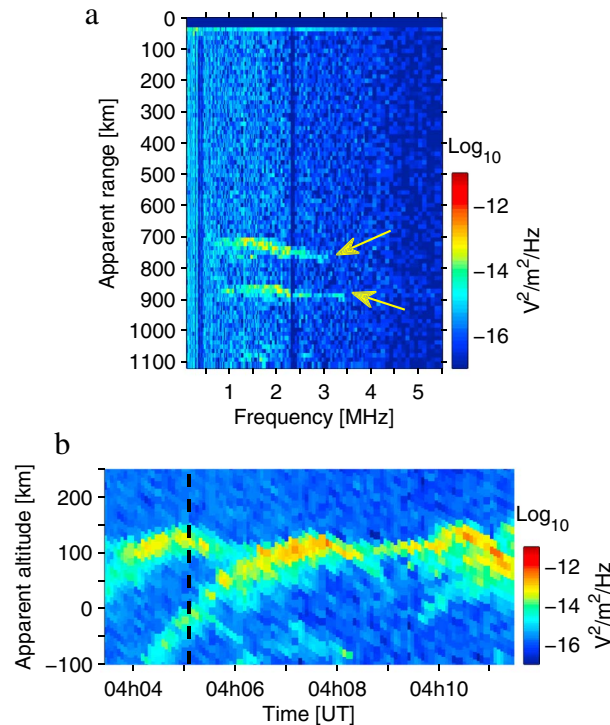 a
0
100
200
300
400
500
600
700
800
900
1000
1100
Apparent range [km]
1 2 3 4 5
Frequency [MHz]
Log10
−10
−12
−14
−16
V2/m2/Hz
b
200
100
0
−100
Apparent altitude [km]
04h04 04h06 04h08 04h10
Time [UT]
Log10
−12
−14
−16
V2/m2/Hz